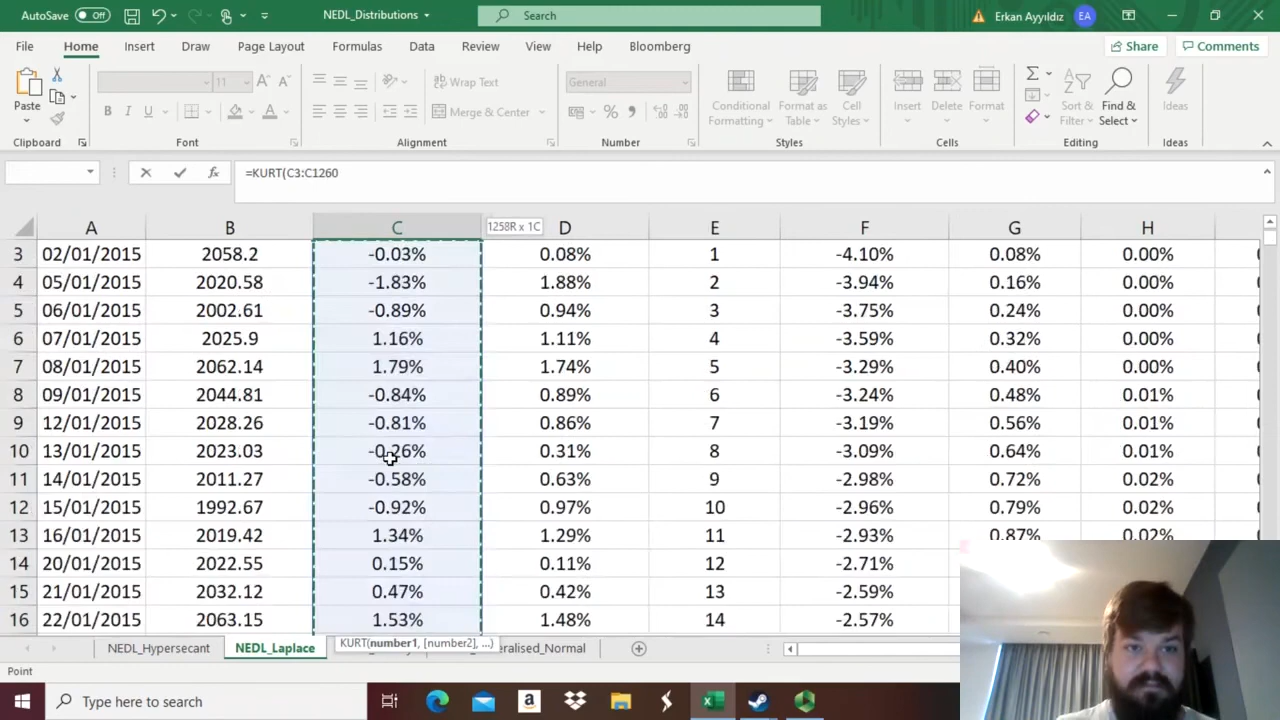 AutoSave Off NEDL_Distributions Search Erkan Ayyıldız EA
File Home Insert Draw Page Layout Formulas Data Review View Help Bloomberg Share Comments
Paste 11 A A Wrap Text General Conditional Formatting Format as Table Cell Styles Insert Delete Format Sort & Filter Find & Select Ideas
B I U A Merge & Center % ,
Clipboard Font Alignment Number Styles Cells Editing Ideas
fx =KURT(C3:C1260
A B C 1258R x 1C D E F G H
3 02/01/2015 2058.2 -0.03% 0.08% 1 -4.10% 0.08% 0.00%
4 05/01/2015 2020.58 -1.83% 1.88% 2 -3.94% 0.16% 0.00%
5 06/01/2015 2002.61 -0.89% 0.94% 3 -3.75% 0.24% 0.00%
6 07/01/2015 2025.9 1.16% 1.11% 4 -3.59% 0.32% 0.00%
7 08/01/2015 2062.14 1.79% 1.74% 5 -3.29% 0.40% 0.00%
8 09/01/2015 2044.81 -0.84% 0.89% 6 -3.24% 0.48% 0.01%
9 12/01/2015 2028.26 -0.81% 0.86% 7 -3.19% 0.56% 0.01%
10 13/01/2015 2023.03 -0.26% 0.31% 8 -3.09% 0.64% 0.01%
11 14/01/2015 2011.27 -0.58% 0.63% 9 -2.98% 0.72% 0.02%
12 15/01/2015 1992.67 -0.92% 0.97% 10 -2.96% 0.79% 0.02%
13 16/01/2015 2019.42 1.34% 1.29% 11 -2.93% 0.87% 0.02%
14 20/01/2015 2022.55 0.15% 0.11% 12 -2.71%
15 21/01/2015 2032.12 0.47% 0.42% 13 -2.59%
16 22/01/2015 2063.15 1.53% 1.48% 14 -2.57%
NEDL_Hypersecant NEDL_Laplace KURT(number1, [number2], ...) eralised_Normal
Point
Type here to search